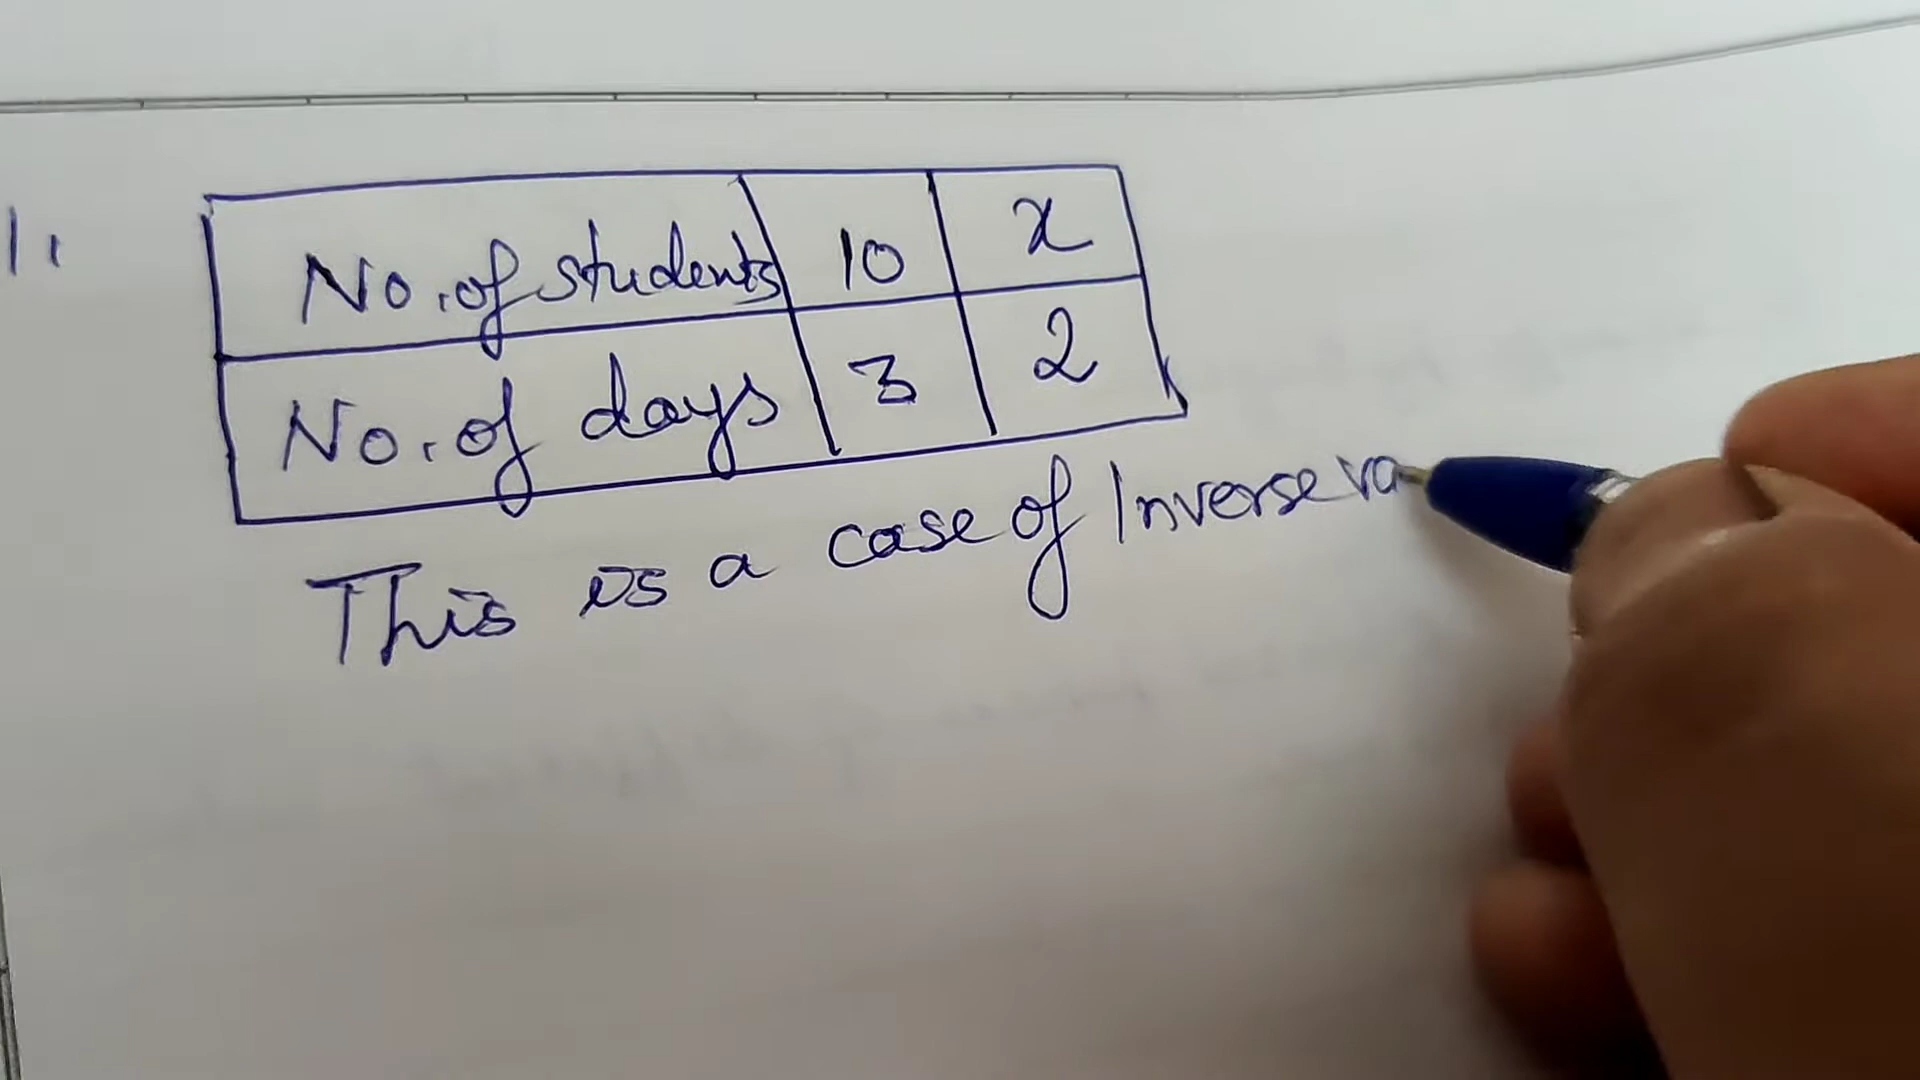 1.
No. of students 10 x
No. of days 3 2
This is a case of Inverse va